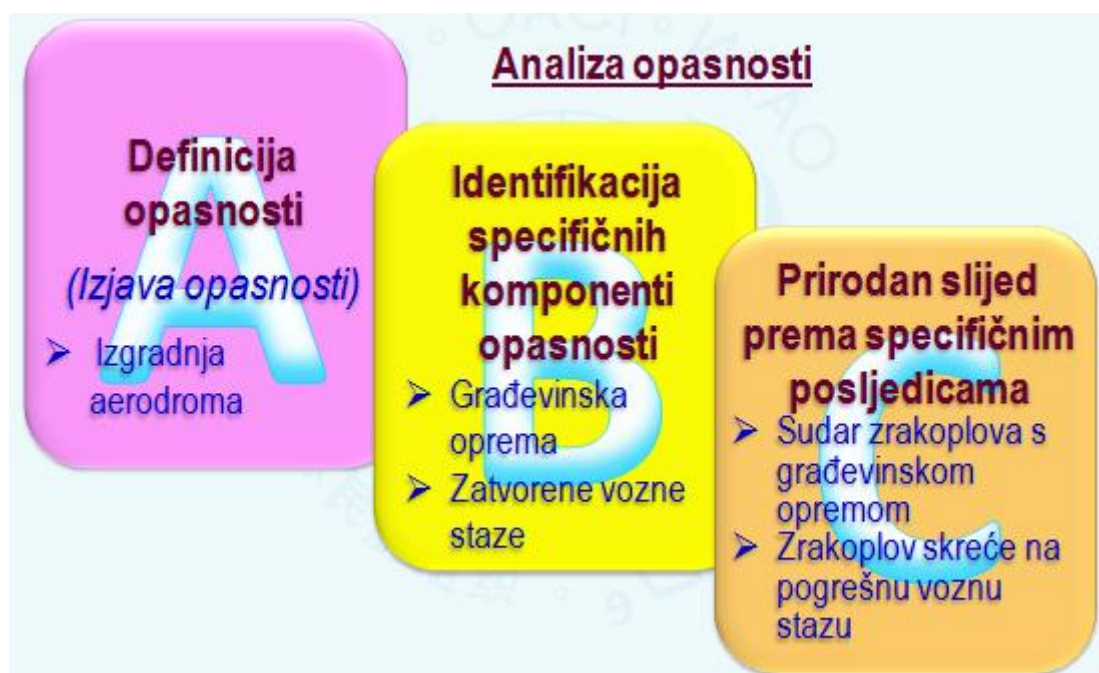 Analiza opasnosti
A
Definicija
opasnosti
(Izjava opasnosti)
➢ Izgradnja
aerodroma
B
Identifikacija
specifičnih
komponenti
opasnosti
➢ Građevinska
oprema
➢ Zatvorene vozne
staze
C
Prirodan slijed
prema specifičnim
posljedicama
➢ Sudar zrakoplova s
građevinskom
opremom
➢ Zrakoplov skreće na
pogrešnu voznu
stazu